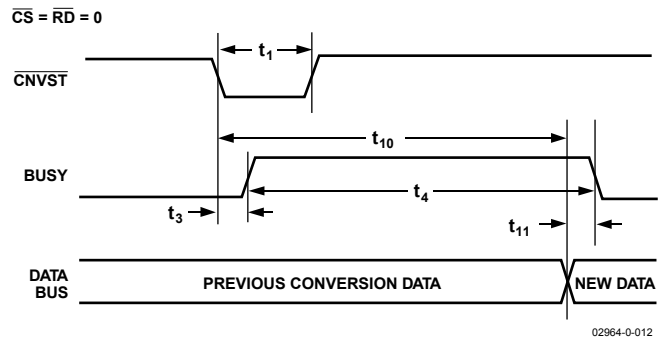 CS = RD = 0
t1
CNVST
t10
BUSY
t4
t3
t11
DATA
BUS
PREVIOUS CONVERSION DATA
NEW DATA
02964-0-012